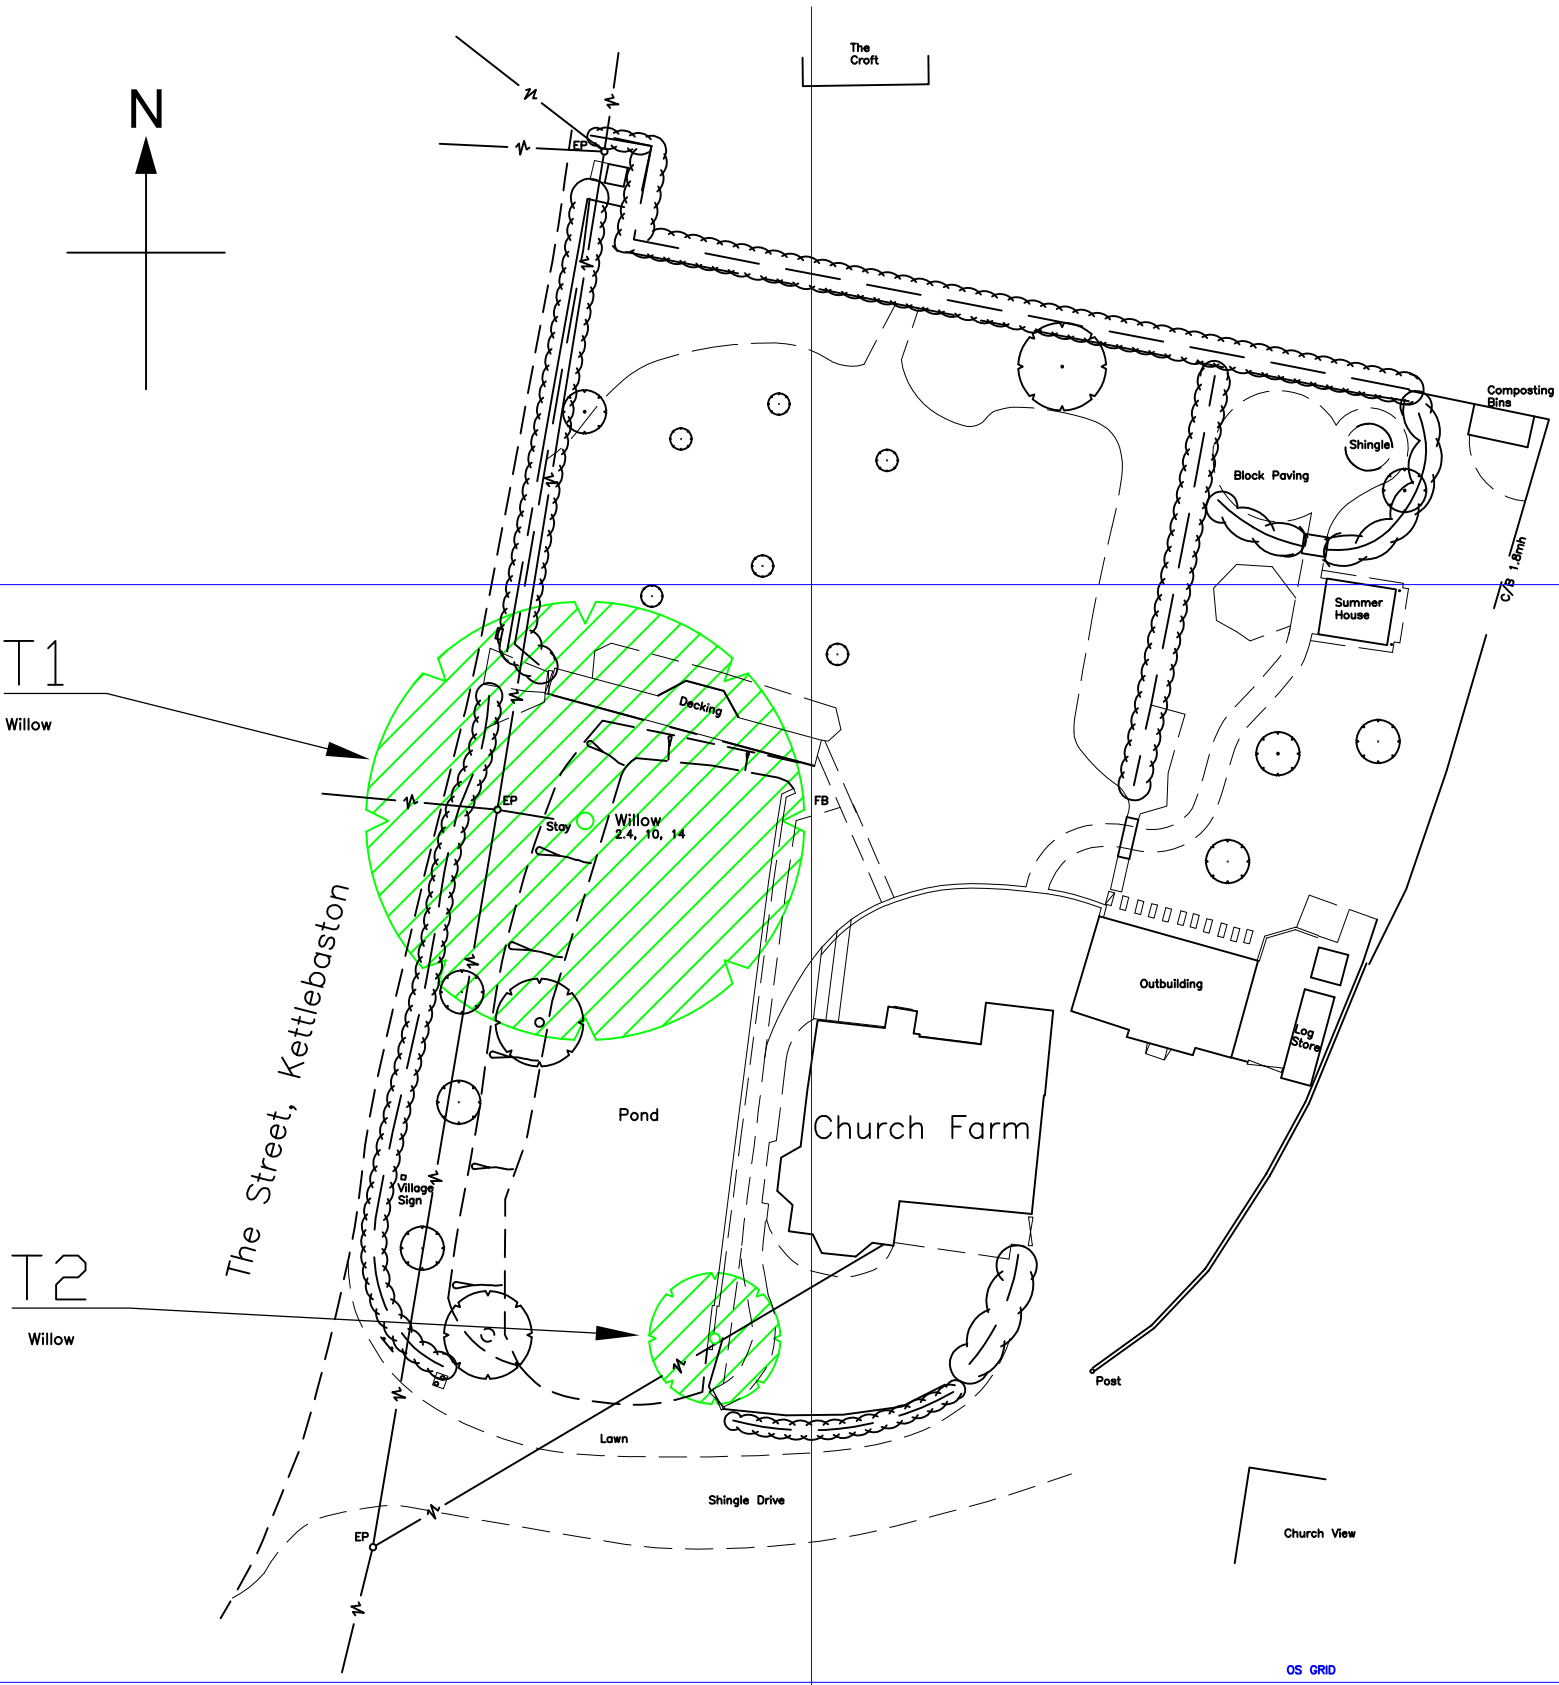 The
Croft
N
EP
Composting
Bins
Shingle
Block Paving
C/B 1.8mh
Summer
House
T1
Willow
Decking
EP
FB
Stay
Willow
2.4, 10, 14
The Street, Kettlebaston
Outbuilding
Log
Store
Pond
Church Farm
Village
Sign
T2
Willow
Post
Lawn
Shingle Drive
EP
Church View
OS GRID